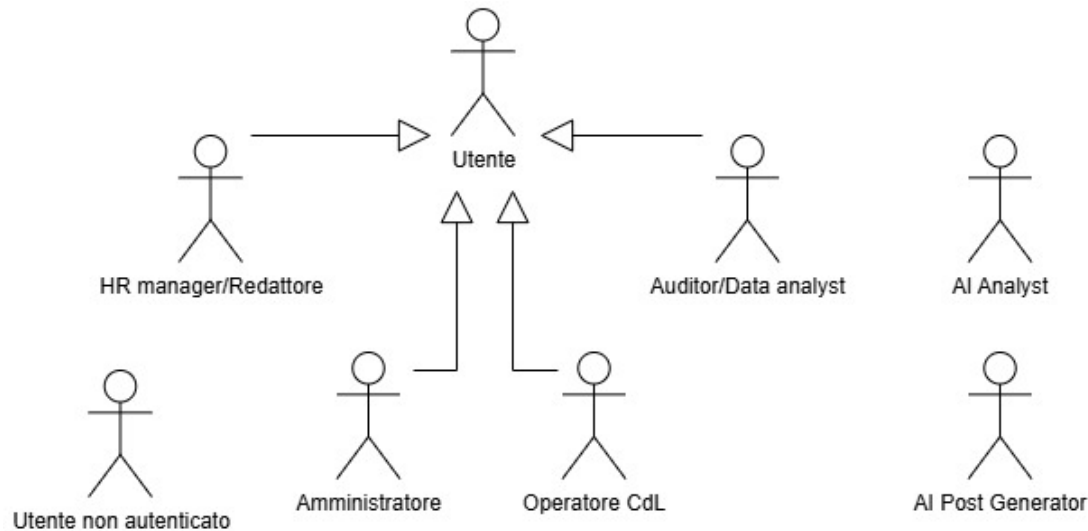 Utente
HR manager/Redattore
Auditor/Data analyst
AI Analyst
Utente non autenticato
Amministratore
Operatore CdL
AI Post Generator